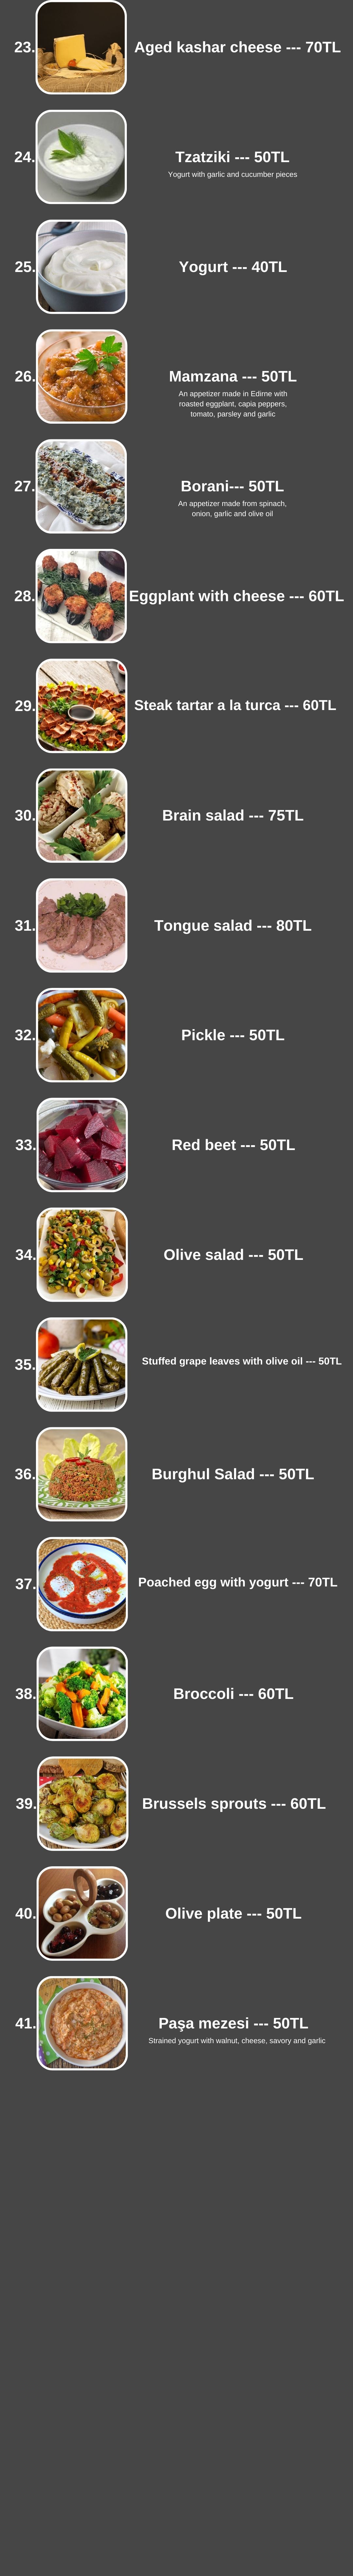 23. Aged kashar cheese --- 70TL
24. Tzatziki --- 50TL
Yogurt with garlic and cucumber pieces
25. Yogurt --- 40TL
26. Mamzana --- 50TL
An appetizer made in Edirne with
roasted eggplant, capia peppers,
tomato, parsley and garlic
27. Borani--- 50TL
An appetizer made from spinach,
onion, garlic and olive oil
28. Eggplant with cheese --- 60TL
29. Steak tartar a la turca --- 60TL
30. Brain salad --- 75TL
31. Tongue salad --- 80TL
32. Pickle --- 50TL
33. Red beet --- 50TL
34. Olive salad --- 50TL
35. Stuffed grape leaves with olive oil --- 50TL
36. Burghul Salad --- 50TL
37. Poached egg with yogurt --- 70TL
38. Broccoli --- 60TL
39. Brussels sprouts --- 60TL
40. Olive plate --- 50TL
41. Paşa mezesi --- 50TL
Strained yogurt with walnut, cheese, savory and garlic